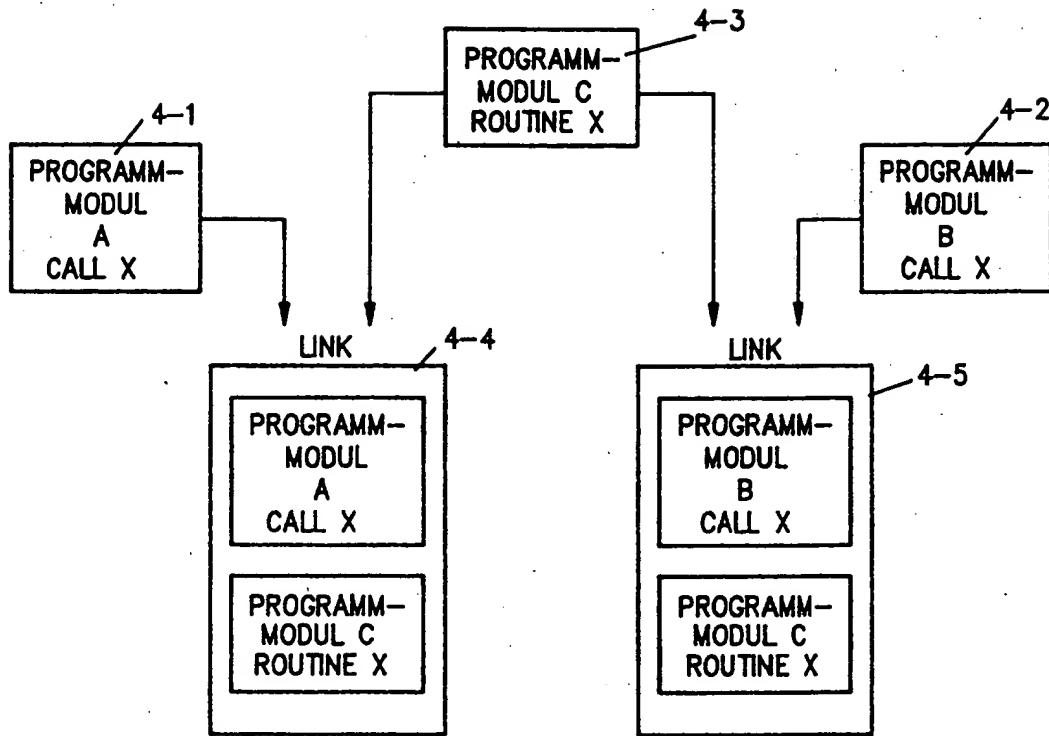 4-3
PROGRAMM-
MODUL C
ROUTINE X
4-1
PROGRAMM-
MODUL
A
CALL X
4-2
PROGRAMM-
MODUL
B
CALL X
LINK
4-4
PROGRAMM-
MODUL
A
CALL X
PROGRAMM-
MODUL C
ROUTINE X
LINK
4-5
PROGRAMM-
MODUL
B
CALL X
PROGRAMM-
MODUL C
ROUTINE X